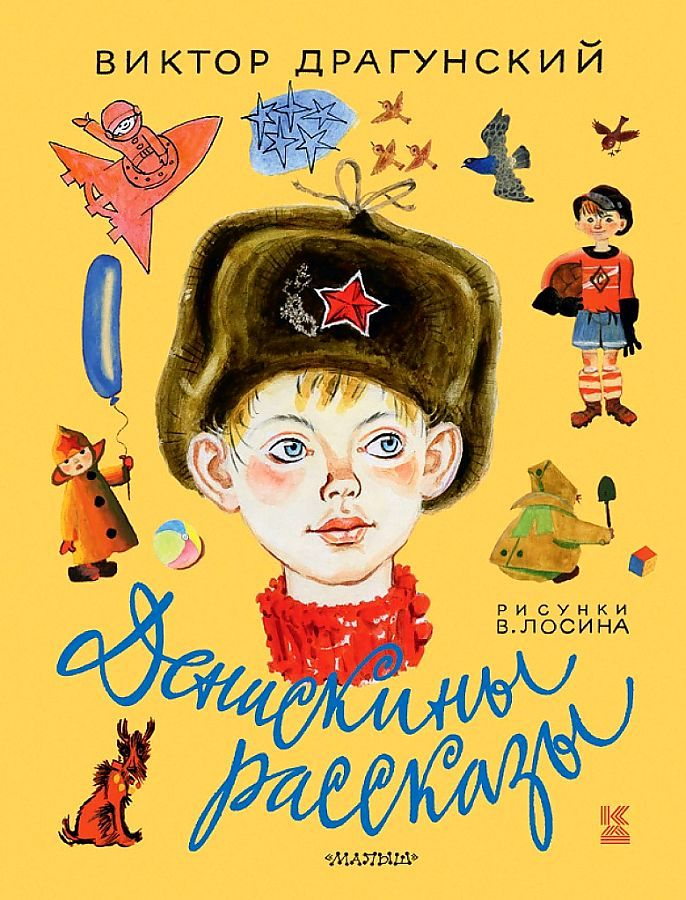 ВИКТОР ДРАГУНСКИЙ
РИСУНКИ
В. ЛОСИНА
Денискины
рассказы
«МАЛЫШ»